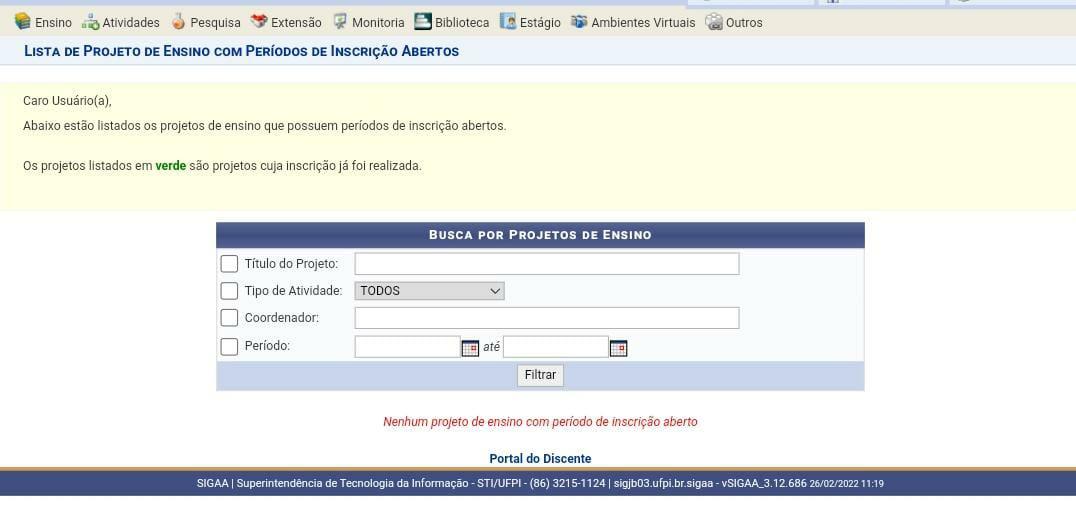 Ensino Atividades Pesquisa Extensão Monitoria Biblioteca Estágio Ambientes Virtuais Outros
Lista de Projeto de Ensino com Períodos de Inscrição Abertos
Caro Usuário(a),
Abaixo estão listados os projetos de ensino que possuem períodos de inscrição abertos.
Os projetos listados em verde são projetos cuja inscrição já foi realizada.
Busca por Projetos de Ensino
Título do Projeto:
Tipo de Atividade: TODOS
Coordenador:
Período: até
Filtrar
Nenhum projeto de ensino com período de inscrição aberto
Portal do Discente
SIGAA | Superintendência de Tecnologia da Informação - STI/UFPI - (86) 3215-1124 | sigjb03.ufpi.br.sigaa - vSIGAA_3.12.686 26/02/2022 11:19